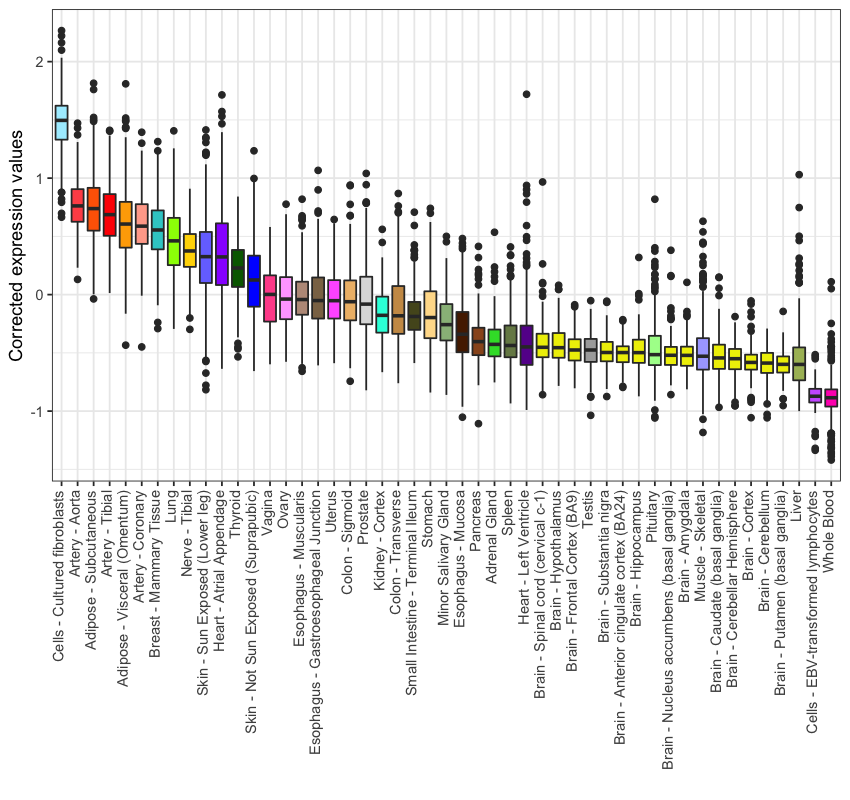 Corrected expression values
2
1
0
-1
Cells - Cultured fibroblasts
Artery - Aorta
Adipose - Subcutaneous
Artery - Tibial
Adipose - Visceral (Omentum)
Artery - Coronary
Breast - Mammary Tissue
Lung
Nerve - Tibial
Skin - Sun Exposed (Lower leg)
Heart - Atrial Appendage
Thyroid
Skin - Not Sun Exposed (Suprapubic)
Vagina
Ovary
Esophagus - Muscularis
Esophagus - Gastroesophageal Junction
Uterus
Colon - Sigmoid
Prostate
Kidney - Cortex
Colon - Transverse
Small Intestine - Terminal Ileum
Stomach
Minor Salivary Gland
Esophagus - Mucosa
Pancreas
Adrenal Gland
Spleen
Heart - Left Ventricle
Brain - Spinal cord (cervical c-1)
Brain - Hypothalamus
Brain - Frontal Cortex (BA9)
Testis
Brain - Substantia nigra
Brain - Anterior cingulate cortex (BA24)
Brain - Hippocampus
Pituitary
Brain - Nucleus accumbens (basal ganglia)
Brain - Amygdala
Muscle - Skeletal
Brain - Caudate (basal ganglia)
Brain - Cerebellar Hemisphere
Brain - Cortex
Brain - Cerebellum
Brain - Putamen (basal ganglia)
Liver
Cells - EBV-transformed lymphocytes
Whole Blood